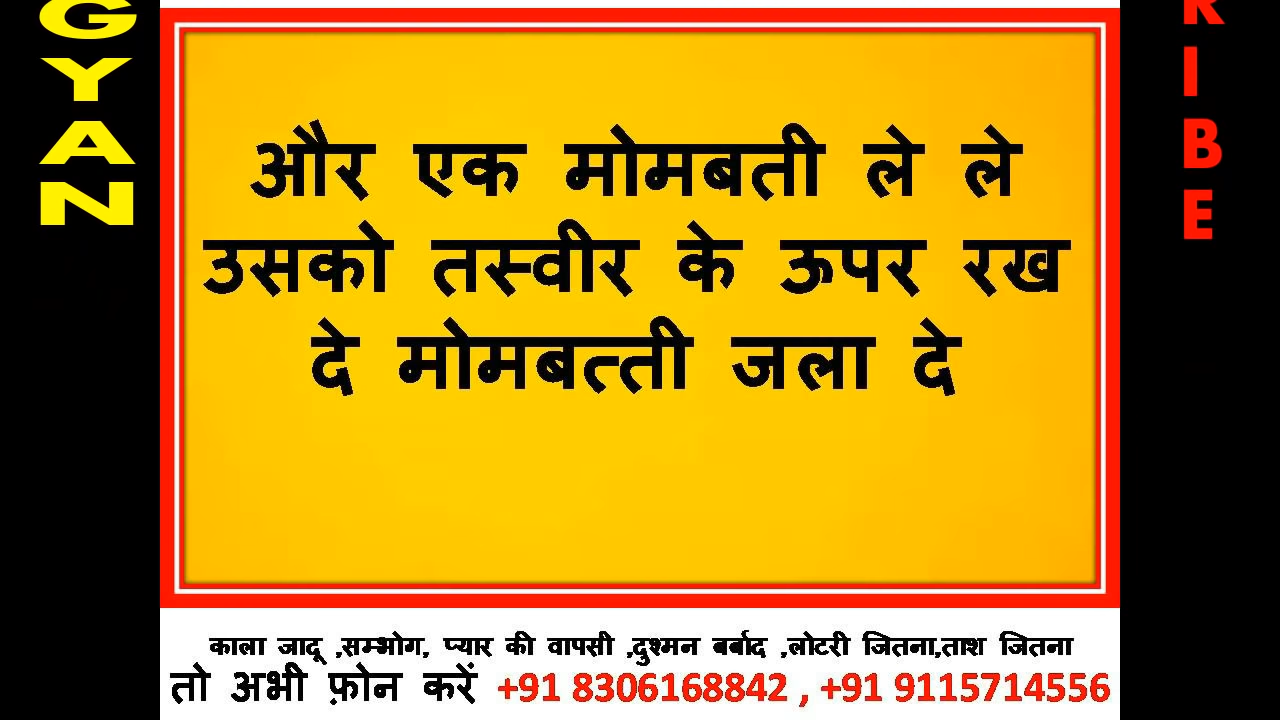 GYAN
और एक मोमबती ले ले
उसको तस्वीर के ऊपर रख
दे मोमबत्ती जला दे
RIBE
काला जादू ,सम्भोग, प्यार की वापसी ,दुश्मन बर्बाद ,लोटरी जितना,ताश जितना
तो अभी फ़ोन करें +91 8306168842 , +91 9115714556